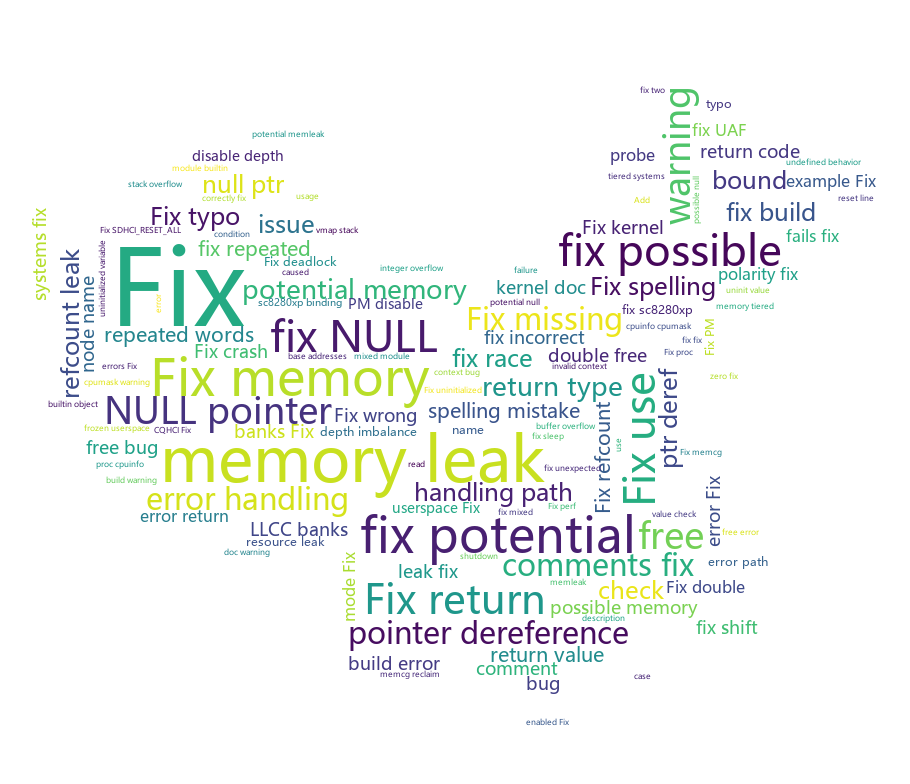 fix two
typo
warning
fix UAF
potential memleak
disable depth
probe
return code
undefined behavior
module builtin
tiered systems
stack overflow
null ptr
possible null
bound
example Fix
correctly fix
usage
Add
reset line
systems fix
Fix typo
issue
Fix kernel
fix build
Fix SDHCI_RESET_ALL
condition
vmap stack
fix possible
fails fix
refcount leak
node name
uninitialized variable
Fix
fix repeated
Fix deadlock
caused
integer overflow
failure
polarity fix
potential memory
kernel doc
Fix spelling
uninit value
error
sc8280xp binding
PM disable
potential null
fix sc8280xp
memory tiered
repeated words
fix NULL
Fix missing
cpuinfo cpumask
Fix PM
fix incorrect
fix fix
Fix crash
base addresses
mixed module
fix race
double free
Fix proc
errors Fix
invalid context
cpumask warning
Fix memory
context bug
zero fix
Fix uninitialized
return type
Fix use
ptr deref
builtin object
NULL pointer
Fix wrong
spelling mistake
Fix refcount
frozen userspace
CQHCI Fix
banks Fix
depth imbalance
name
buffer overflow
fix sleep
use
free bug
memory leak
Fix memcg
proc cpuinfo
read
fix unexpected
build warning
error handling
handling path
error Fix
error return
userspace Fix
fix mixed
Fix perf
value check
LLCC banks
fix potential
free
free error
resource leak
doc warning
shutdown
comments fix
error path
mode Fix
leak fix
memleak
check
Fix double
Fix return
possible memory
description
fix shift
pointer dereference
build error
return value
memcg reclaim
comment
case
bug
enabled Fix